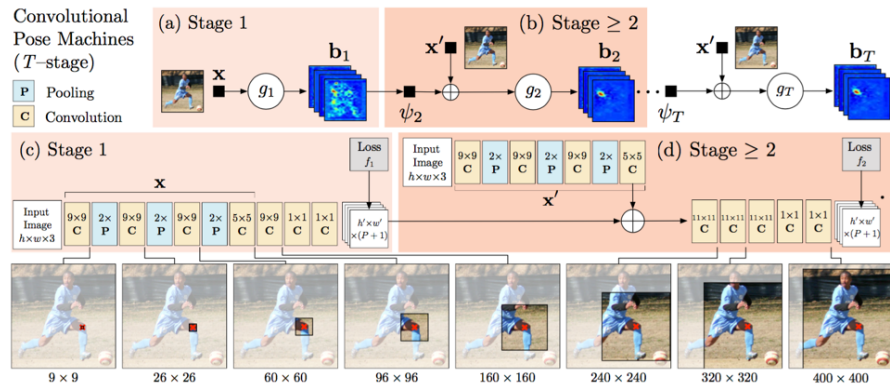 Convolutional
Pose Machines
(T–stage)
P Pooling
C Convolution
(a) Stage 1
x
g₁
b₁
(b) Stage ≥ 2
x′
ψ₂
g₂
b₂
x′
ψ_T
g_T
b_T
(c) Stage 1
x
Input
Image
h×w×3
9×9
C
2×
P
9×9
C
2×
P
9×9
C
2×
P
5×5
C
9×9
C
1×1
C
1×1
C
Loss
f₁
h′×w′
×(P+1)
(d) Stage ≥ 2
Input
Image
h×w×3
9×9
C
2×
P
9×9
C
2×
P
9×9
C
2×
P
5×5
C
x′
11×11
C
11×11
C
11×11
C
1×1
C
1×1
C
Loss
f₂
h′×w′
×(P+1)
9 × 9
26 × 26
60 × 60
96 × 96
160 × 160
240 × 240
320 × 320
400 × 400